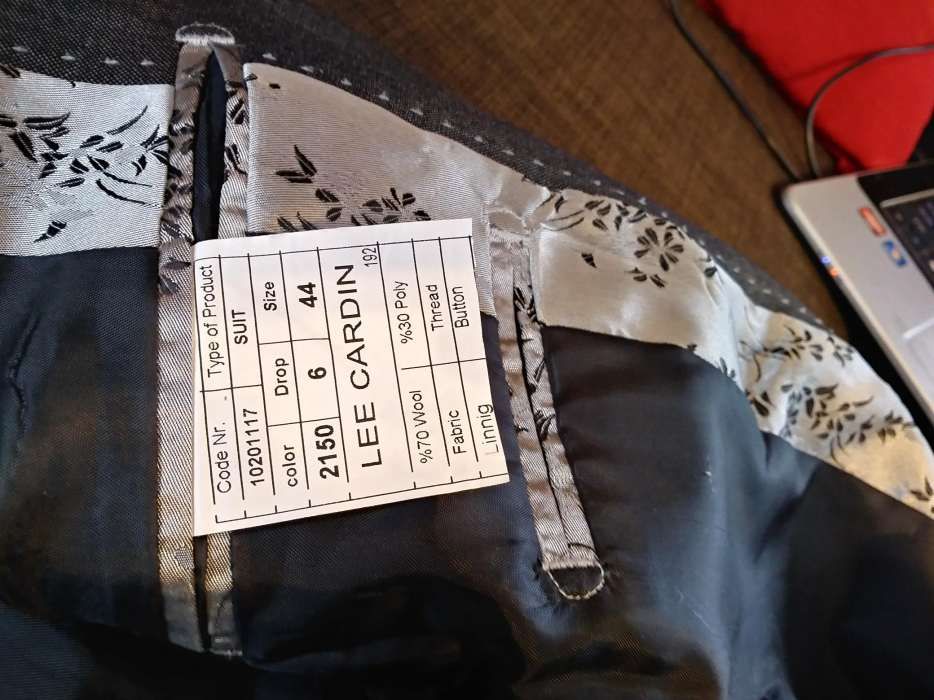 Code Nr. Type of Product
10201117 SUIT
color Drop Size
2150 6 44
LEE CARDIN 192
%70 Wool %30 Poly
Fabric Thread
Linnig Button